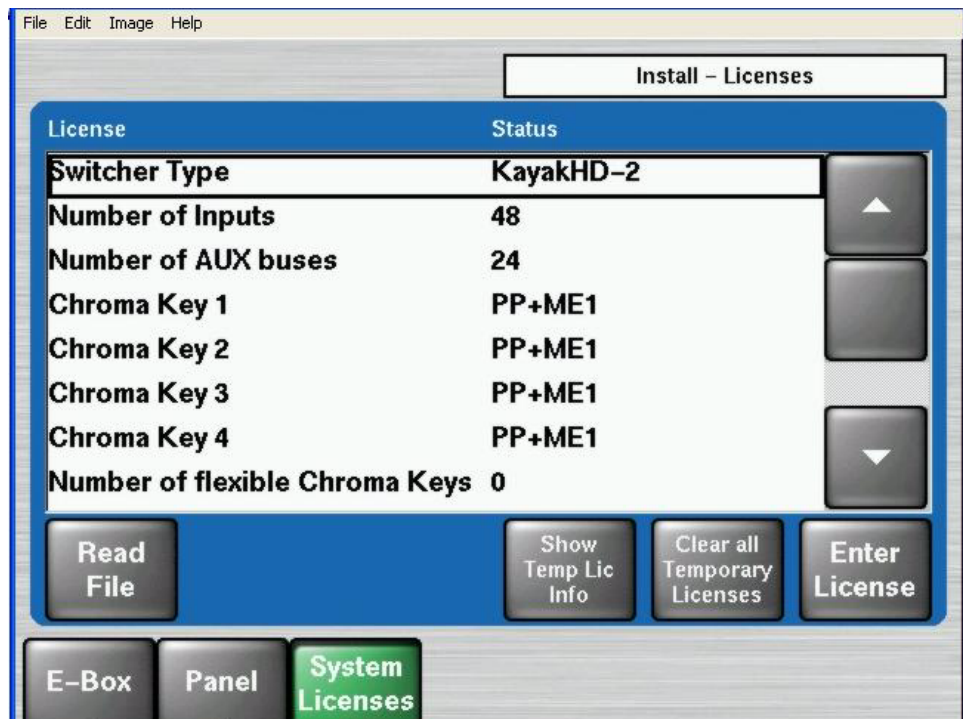 File Edit Image Help
Install – Licenses
License Status
Switcher Type KayakHD–2
Number of Inputs 48
Number of AUX buses 24
Chroma Key 1 PP+ME1
Chroma Key 2 PP+ME1
Chroma Key 3 PP+ME1
Chroma Key 4 PP+ME1
Number of flexible Chroma Keys 0
Read
File
Show
Temp Lic
Info
Clear all
Temporary
Licenses
Enter
License
E–Box
Panel
System
Licenses